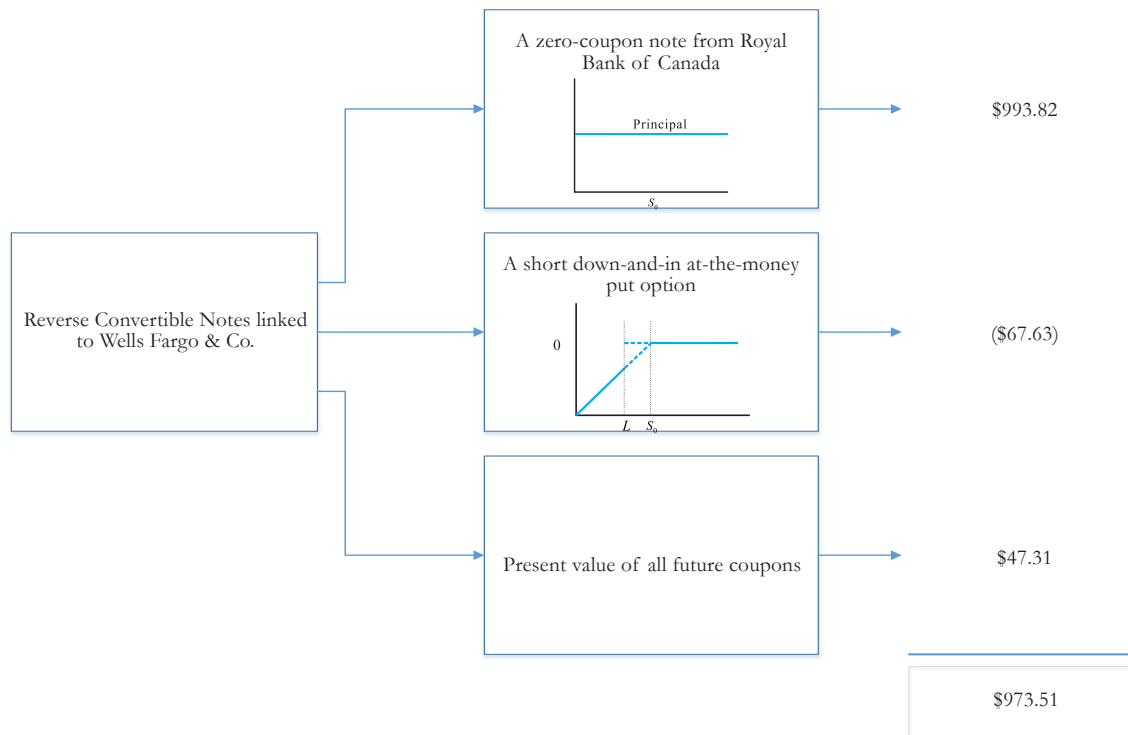 A zero-coupon note from Royal
Bank of Canada
Principal
S₀
$993.82
Reverse Convertible Notes linked
to Wells Fargo & Co.
A short down-and-in at-the-money
put option
0
L S₀
($67.63)
Present value of all future coupons
$47.31
$973.51